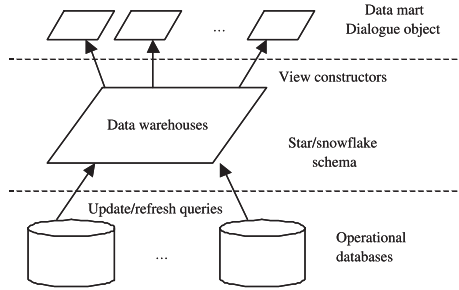 Data mart
Dialogue object
...
View constructors
Data warehouses
Star/snowflake
schema
Update/refresh queries
...
Operational
databases